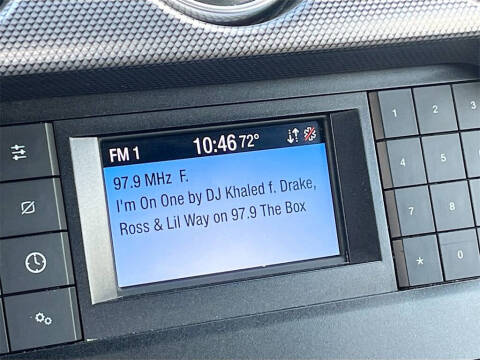 FM 1 10:46 72°
97.9 MHz F.
I'm On One by DJ Khaled f. Drake,
Ross & Lil Way on 97.9 The Box
1 2 3
4 5 6
7 8
* 0